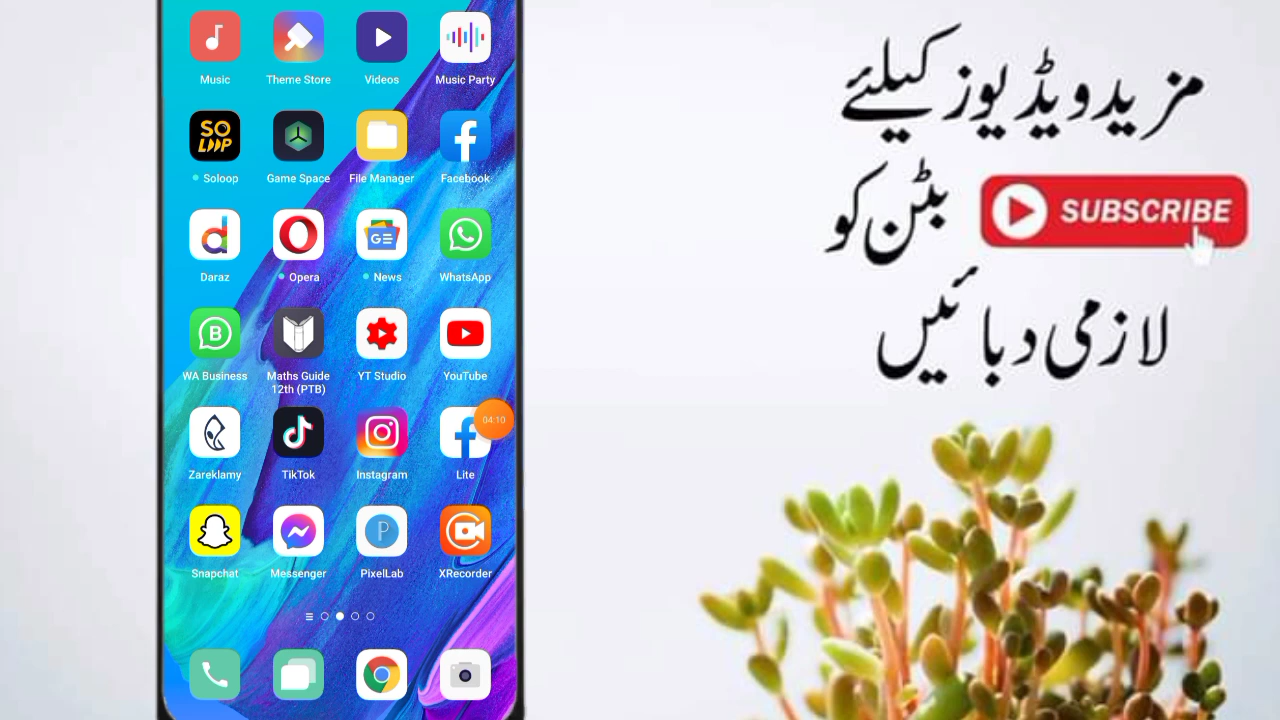 Music Theme Store Videos Music Party
SO
LOOP
Soloop Game Space File Manager Facebook
GE
Daraz Opera News WhatsApp
B
WA Business Maths Guide 12th (PTB) YT Studio YouTube
04:10
Zareklamy TikTok Instagram Lite
P
Snapchat Messenger PixelLab XRecorder
مزید ویڈیوز کیلئے
SUBSCRIBE بٹن کو
لازمی دبائیں